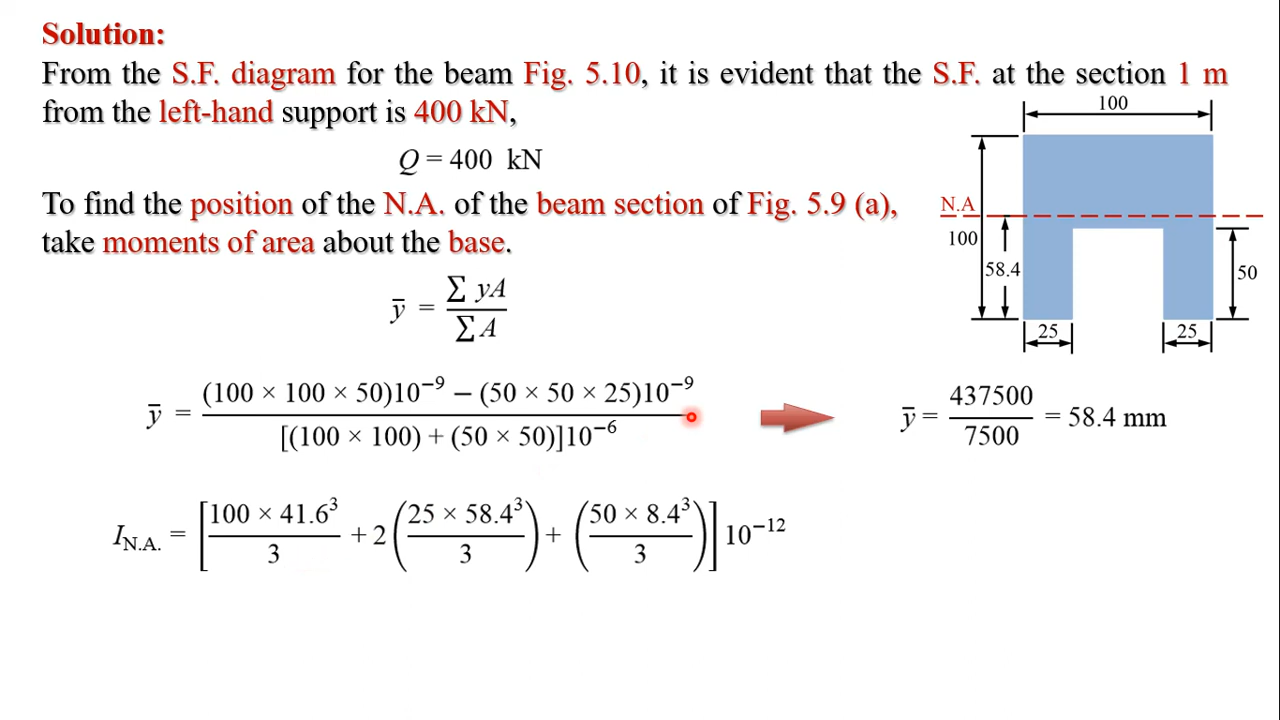 Solution:
From the S.F. diagram for the beam Fig. 5.10, it is evident that the S.F. at the section 1 m
from the left-hand support is 400 kN,
Q = 400 kN
To find the position of the N.A. of the beam section of Fig. 5.9 (a),
take moments of area about the base.
ȳ = ∑ yA / ∑ A
ȳ = (100 × 100 × 50)10⁻⁹ − (50 × 50 × 25)10⁻⁹ / [(100 × 100) + (50 × 50)]10⁻⁶
ȳ = 437500 / 7500 = 58.4 mm
I_N.A. = [100 × 41.6³ / 3 + 2(25 × 58.4³ / 3) + (50 × 8.4³ / 3)] 10⁻¹²
100
N.A
100
58.4
50
25
25